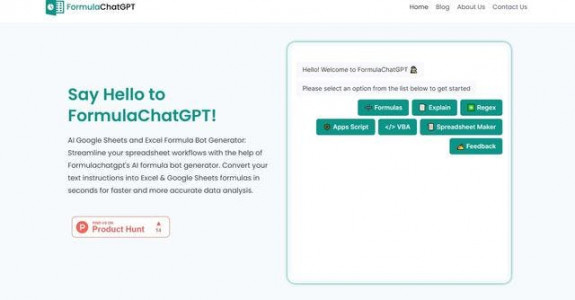 FormulaChatGPT
Home Blog About Us Contact Us
Say Hello to
FormulaChatGPT!
AI Google Sheets and Excel Formula Bot Generator:
Streamline your spreadsheet workflows with the help of
Formulachatgpt's AI formula bot generator. Convert your
text instructions into Excel & Google Sheets formulas in
seconds for faster and more accurate data analysis.
FIND US ON
Product Hunt
14
Hello! Welcome to FormulaChatGPT
Please select an option from the list below to get started
Formulas Explain Regex
Apps Script </> VBA Spreadsheet Maker
Feedback